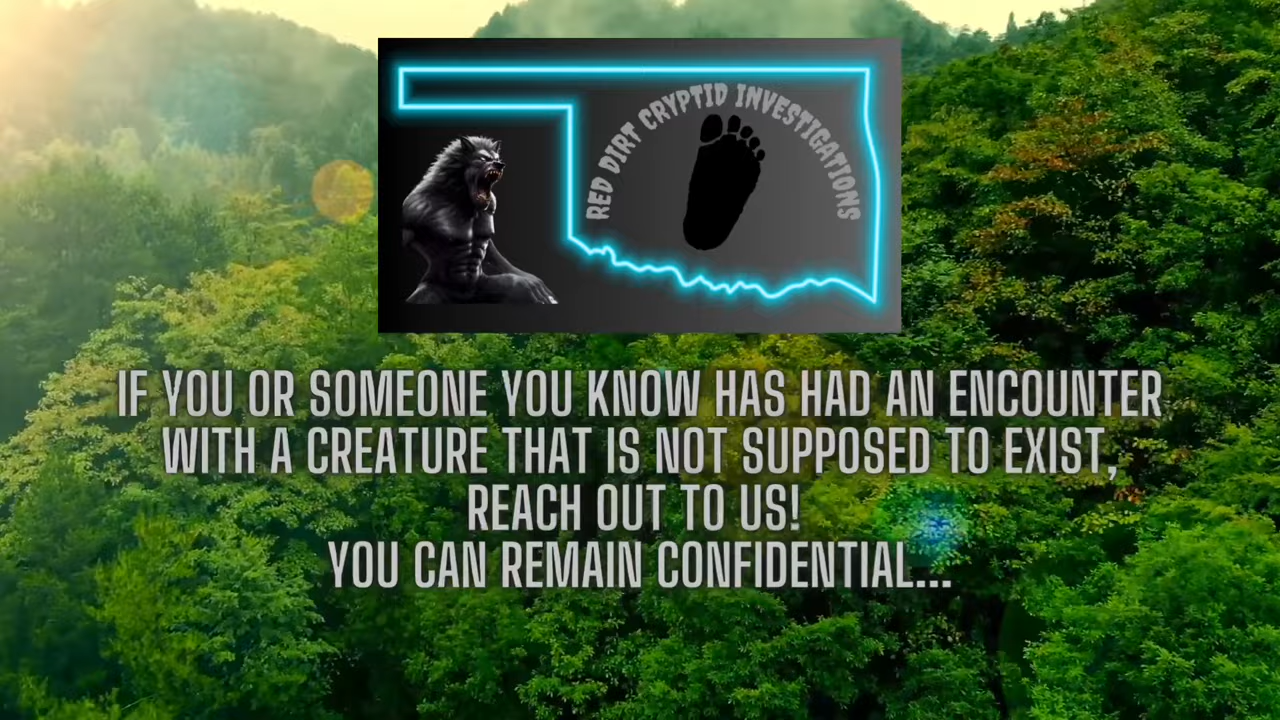 RED DIRT CRYPTID INVESTIGATIONS
IF YOU OR SOMEONE YOU KNOW HAS HAD AN ENCOUNTER
WITH A CREATURE THAT IS NOT SUPPOSED TO EXIST,
REACH OUT TO US!
YOU CAN REMAIN CONFIDENTIAL...